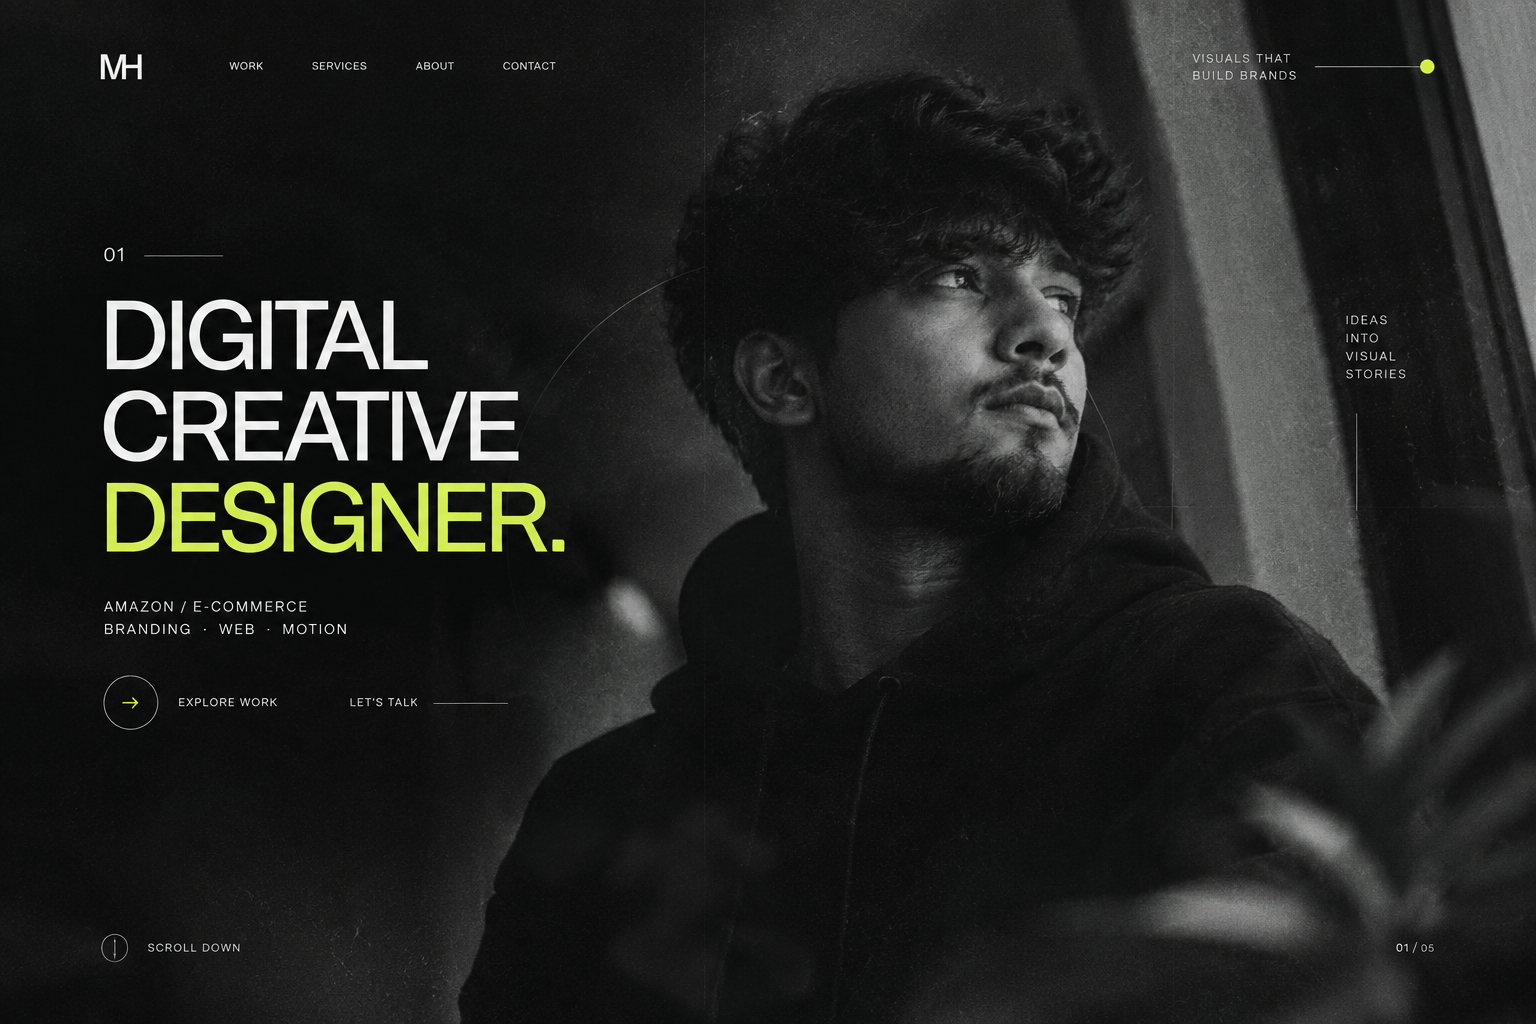 MH
WORK
SERVICES
ABOUT
CONTACT
VISUALS THAT
BUILD BRANDS
01
DIGITAL
CREATIVE
DESIGNER.
IDEAS
INTO
VISUAL
STORIES
AMAZON / E-COMMERCE
BRANDING · WEB · MOTION
EXPLORE WORK
LET'S TALK
SCROLL DOWN
01 / 05